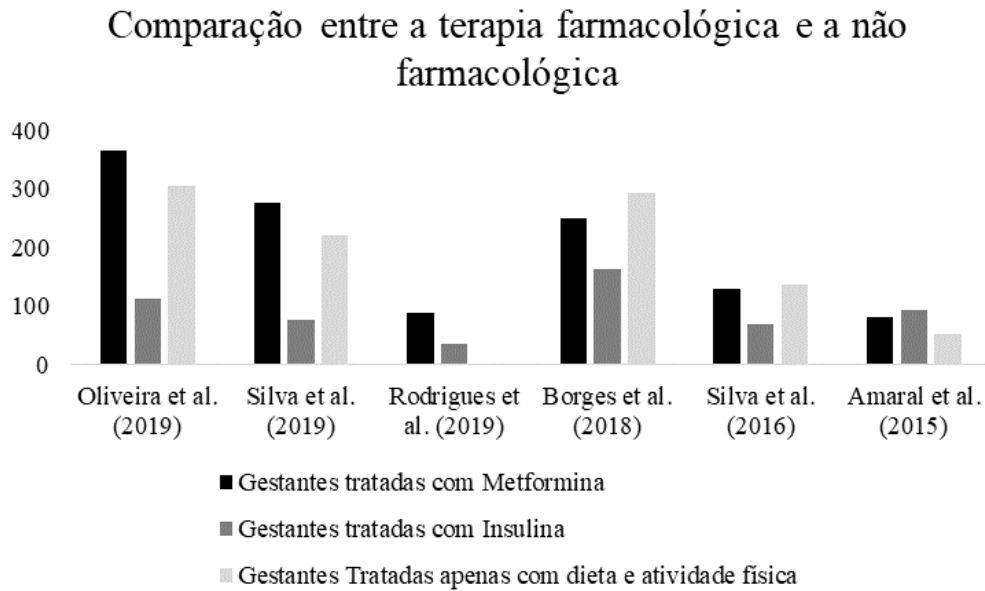 Comparação entre a terapia farmacológica e a não
farmacológica
400
300
200
100
0
Oliveira et al. (2019)
Silva et al. (2019)
Rodrigues et al. (2019)
Borges et al. (2018)
Silva et al. (2016)
Amaral et al. (2015)
Gestantes tratadas com Metformina
Gestantes tratadas com Insulina
Gestantes Tratadas apenas com dieta e atividade física